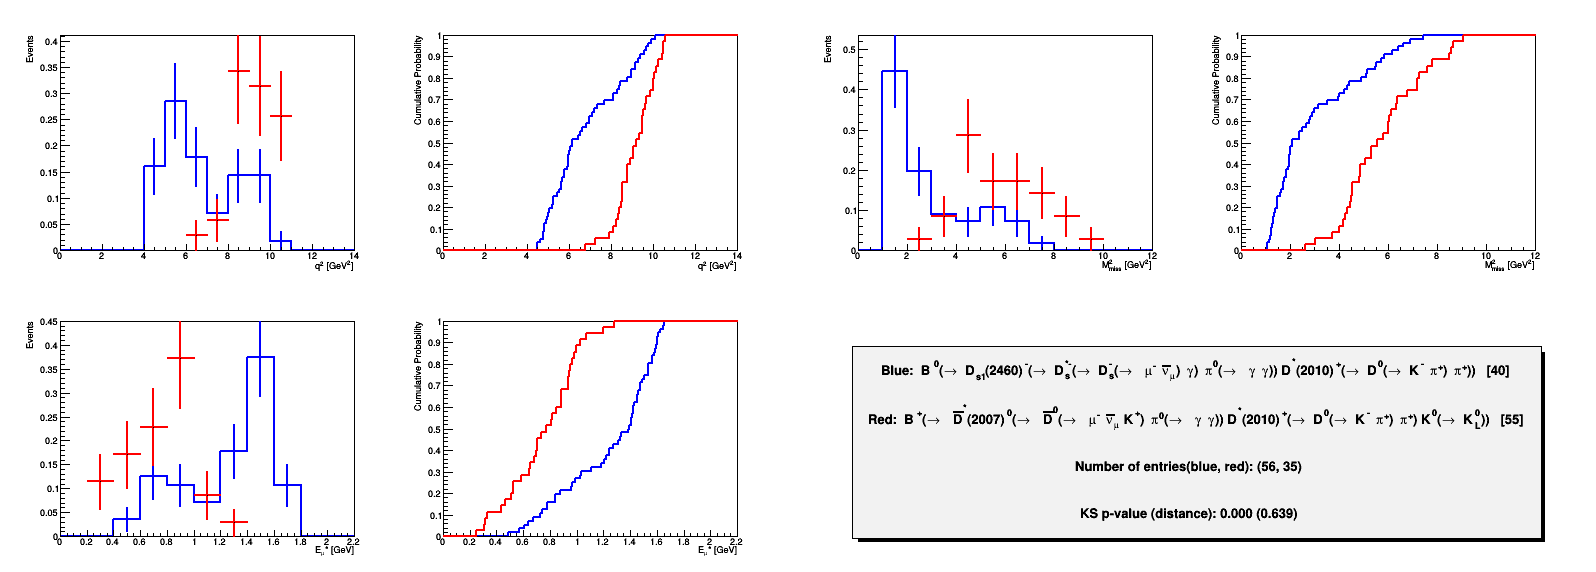 Events
0.4
0.35
0.3
0.25
0.2
0.15
0.1
0.05
0
0 2 4 6 8 10 12 14
q² [GeV²]
Cumulative Probability
1
0.9
0.8
0.7
0.6
0.5
0.4
0.3
0.2
0.1
0
0 2 4 6 8 10 12 14
q² [GeV²]
Events
0.5
0.4
0.3
0.2
0.1
0
0 2 4 6 8 10 12
M²miss [GeV²]
Cumulative Probability
1
0.9
0.8
0.7
0.6
0.5
0.4
0.3
0.2
0.1
0
0 2 4 6 8 10 12
M²miss [GeV²]
Events
0.45
0.4
0.35
0.3
0.25
0.2
0.15
0.1
0.05
0
0 0.2 0.4 0.6 0.8 1 1.2 1.4 1.6 1.8 2 2.2
Eμ* [GeV]
Cumulative Probability
1
0.9
0.8
0.7
0.6
0.5
0.4
0.3
0.2
0.1
0
0 0.2 0.4 0.6 0.8 1 1.2 1.4 1.6 1.8 2 2.2
Eμ* [GeV]
Blue: B⁰(→ Ds1(2460)⁻(→ Ds*⁻(→ Ds⁻(→ μ⁻ ν̅μ) γ) π⁰(→ γ γ)) D*(2010)⁺(→ D⁰(→ K⁻ π⁺) π⁺)) [40]
Red: B⁺(→ D̅*(2007)⁰(→ D̅⁰(→ μ⁻ ν̅μ K⁺) π⁰(→ γ γ)) D*(2010)⁺(→ D⁰(→ K⁻ π⁺) π⁺) K⁰(→ K⁰L)) [55]
Number of entries(blue, red): (56, 35)
KS p-value (distance): 0.000 (0.639)